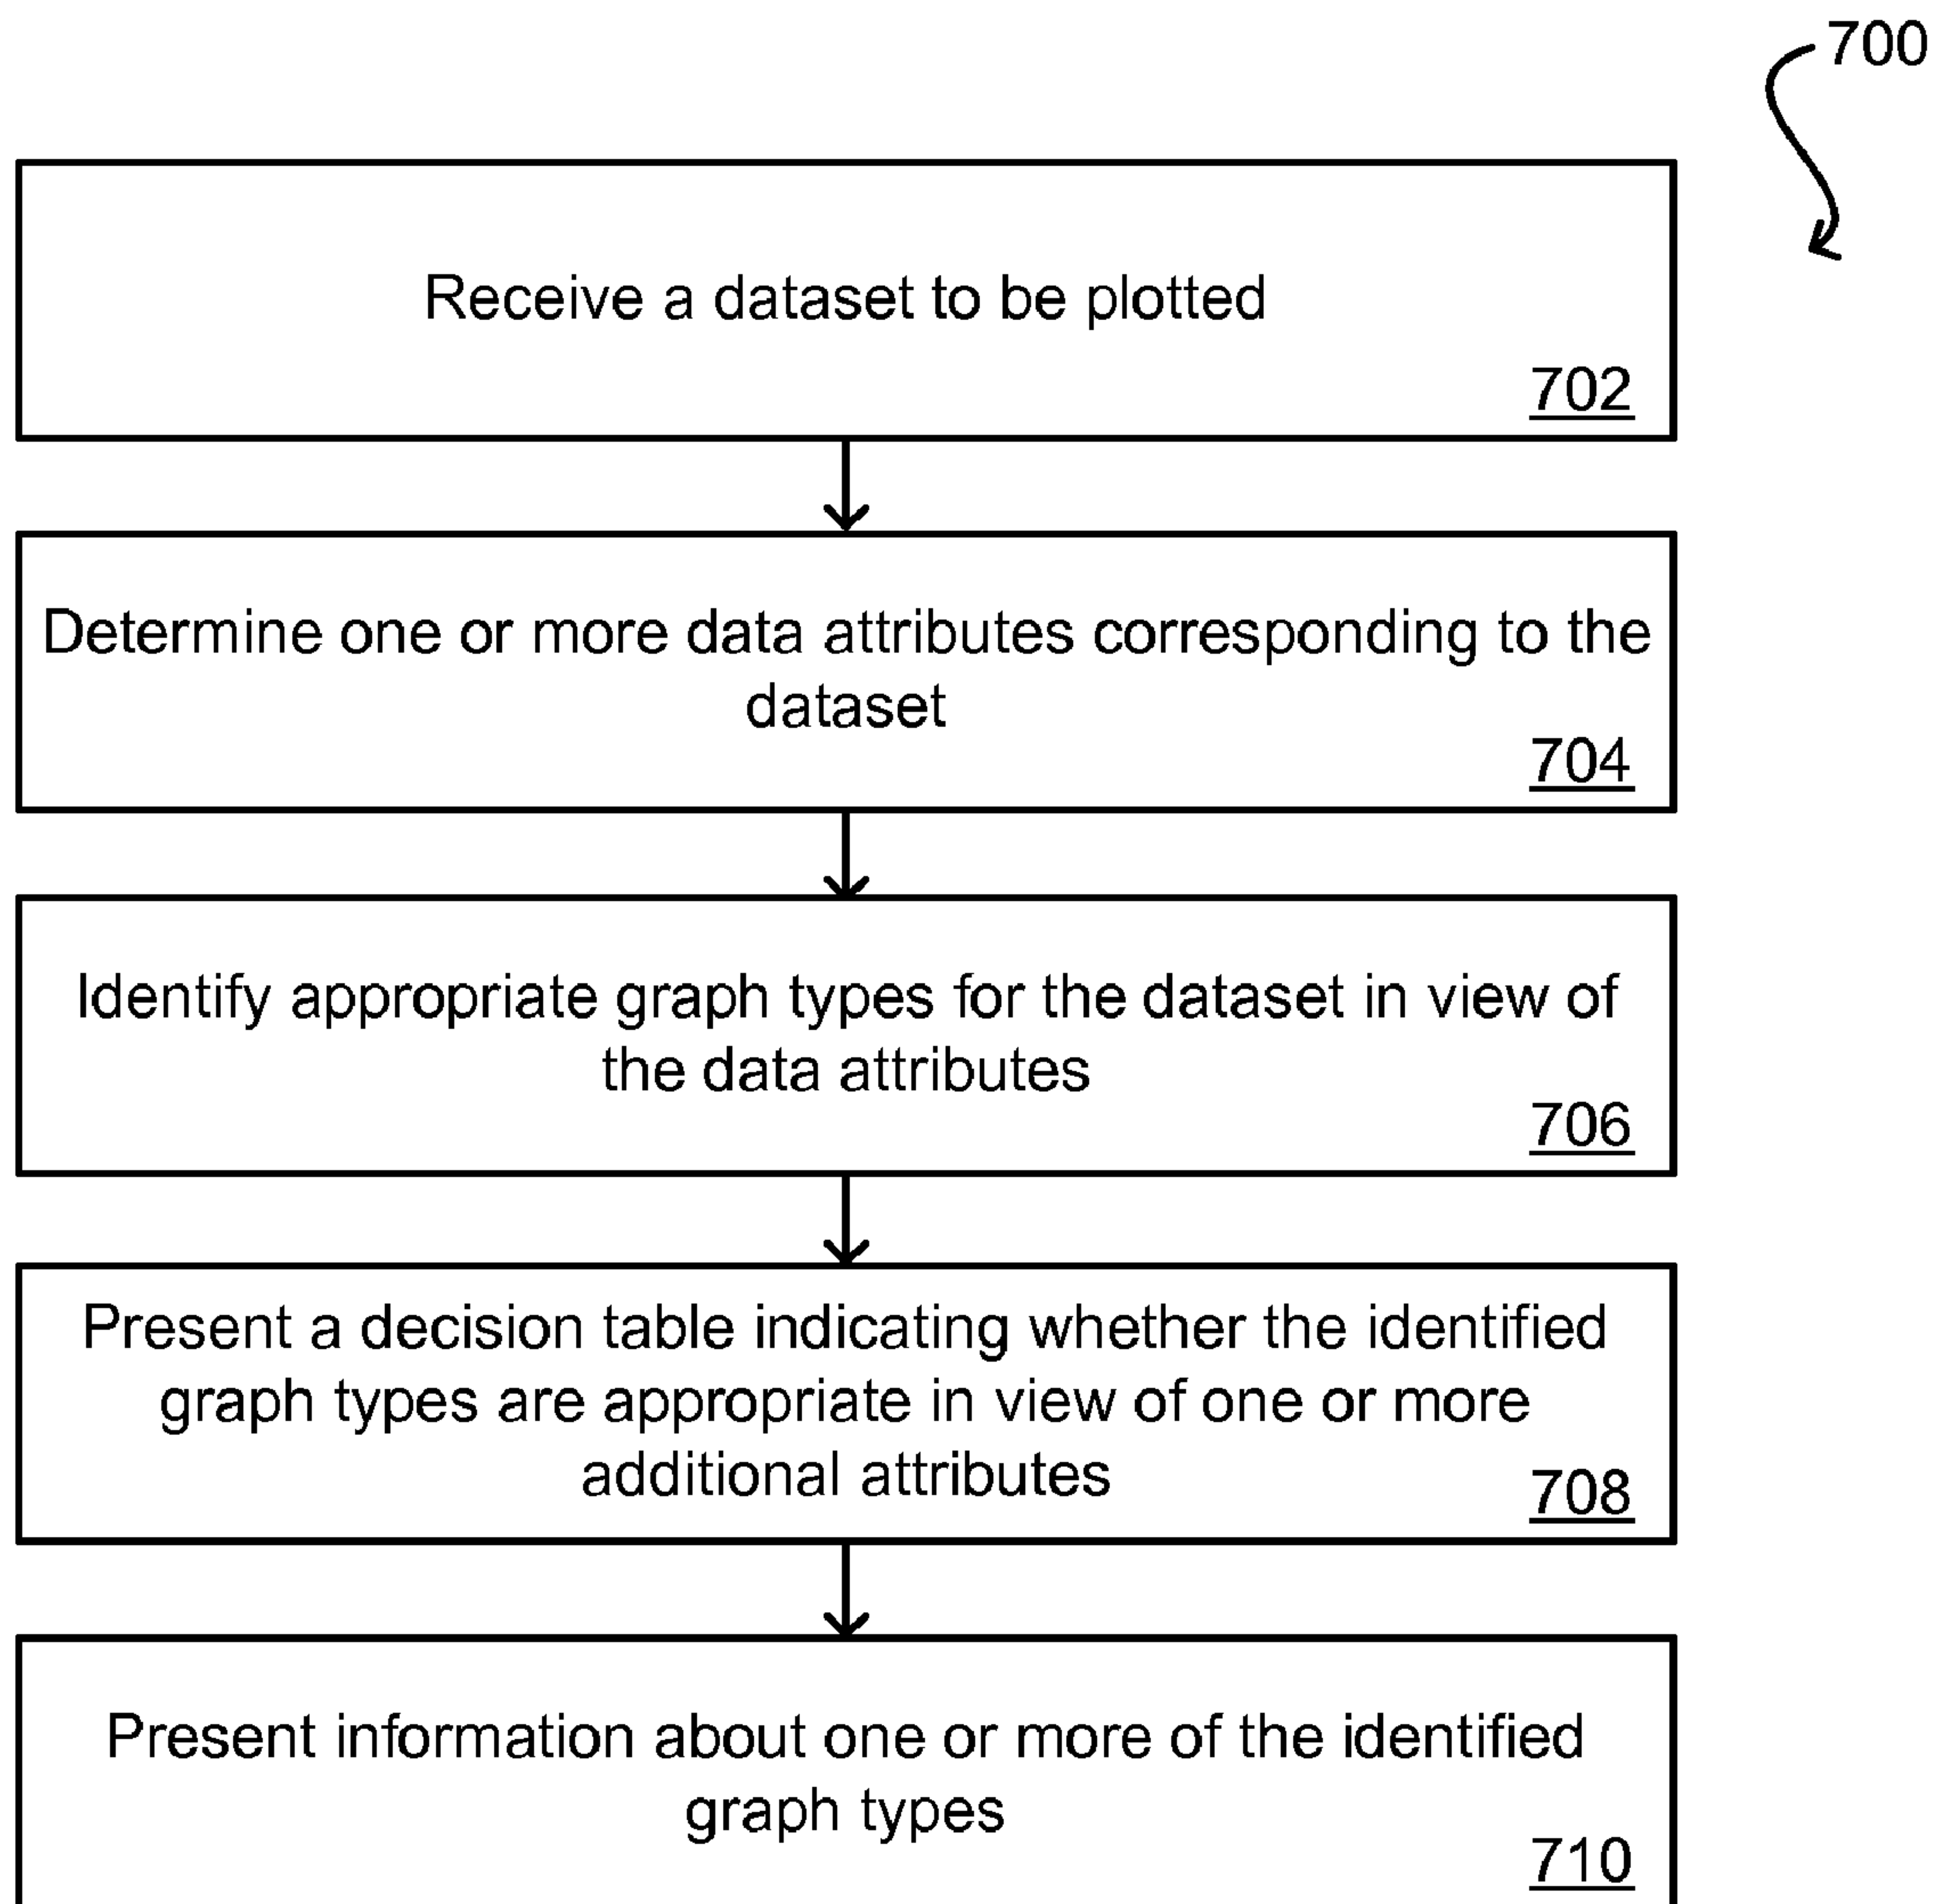 700
Receive a dataset to be plotted
702
Determine one or more data attributes corresponding to the
dataset
704
Identify appropriate graph types for the dataset in view of
the data attributes
706
Present a decision table indicating whether the identified
graph types are appropriate in view of one or more
additional attributes
708
Present information about one or more of the identified
graph types
710